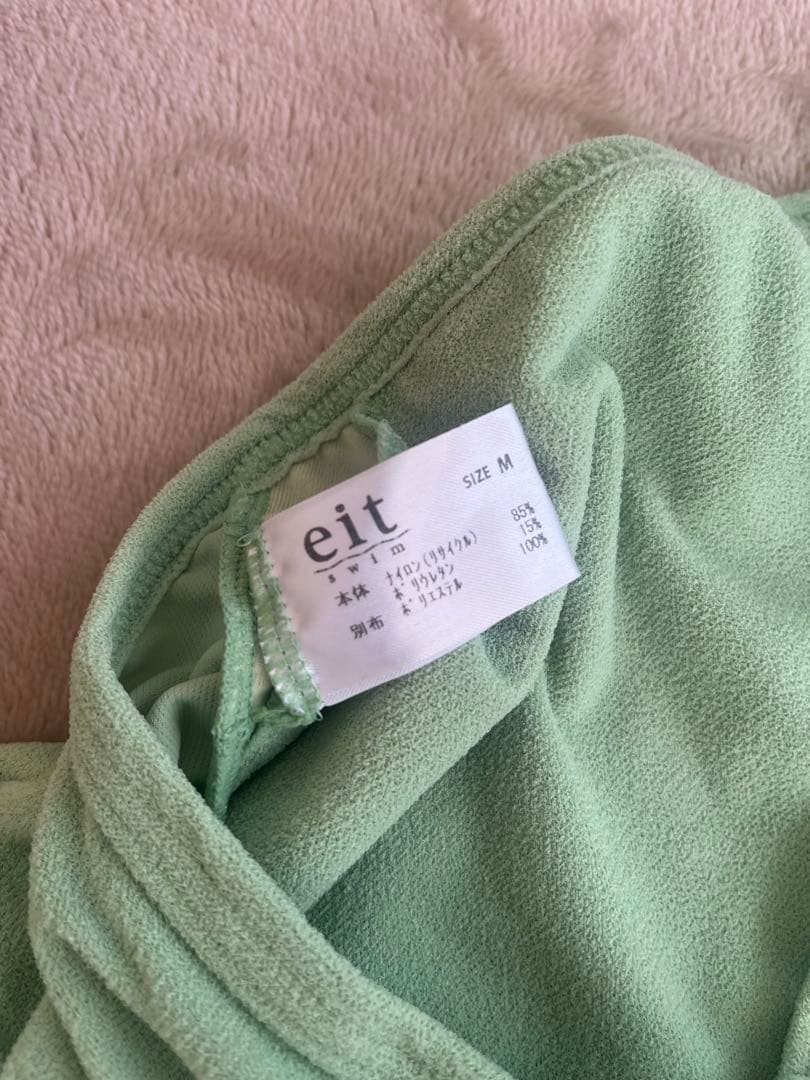 SIZE M
eit
swim
本体 ナイロン(リサイクル) 85%
ポリウレタン 15%
別布 ポリエステル 100%